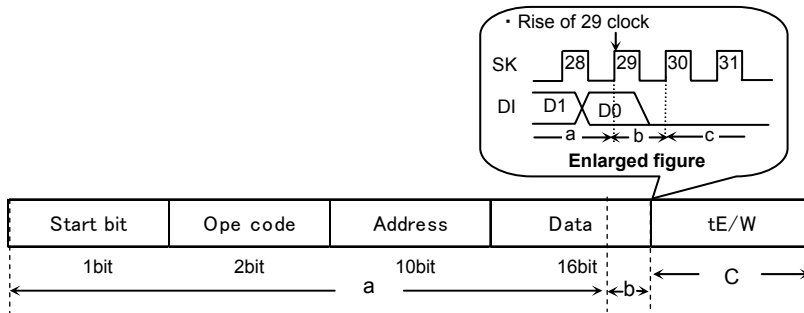 ・Rise of 29 clock
SK 28 29 30 31
DI D1 D0
a b c
Enlarged figure
Start bit Ope code Address Data tE/W
1bit 2bit 10bit 16bit
a b C